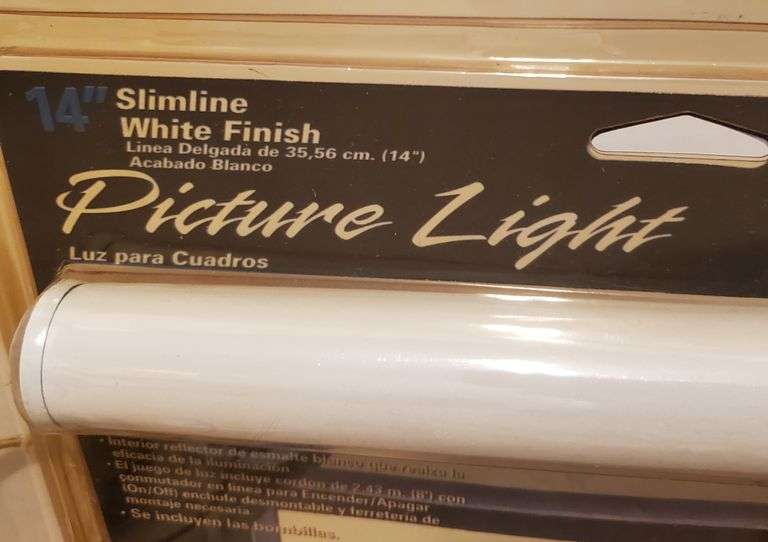 14" Slimline
White Finish
Linea Delgada de 35,56 cm. (14")
Acabado Blanco
Picture Light
Luz para Cuadros
• Interior reflector de esmalte blanco que realza la
eficacia de la iluminación
• El juego de luz incluye cordón de 2.43 m. (8') con
conmutador en línea para Encender/Apagar
(On/Off) enchufe desmontable y ferretería de
montaje necesaria
• Se incluyen las bombillas.